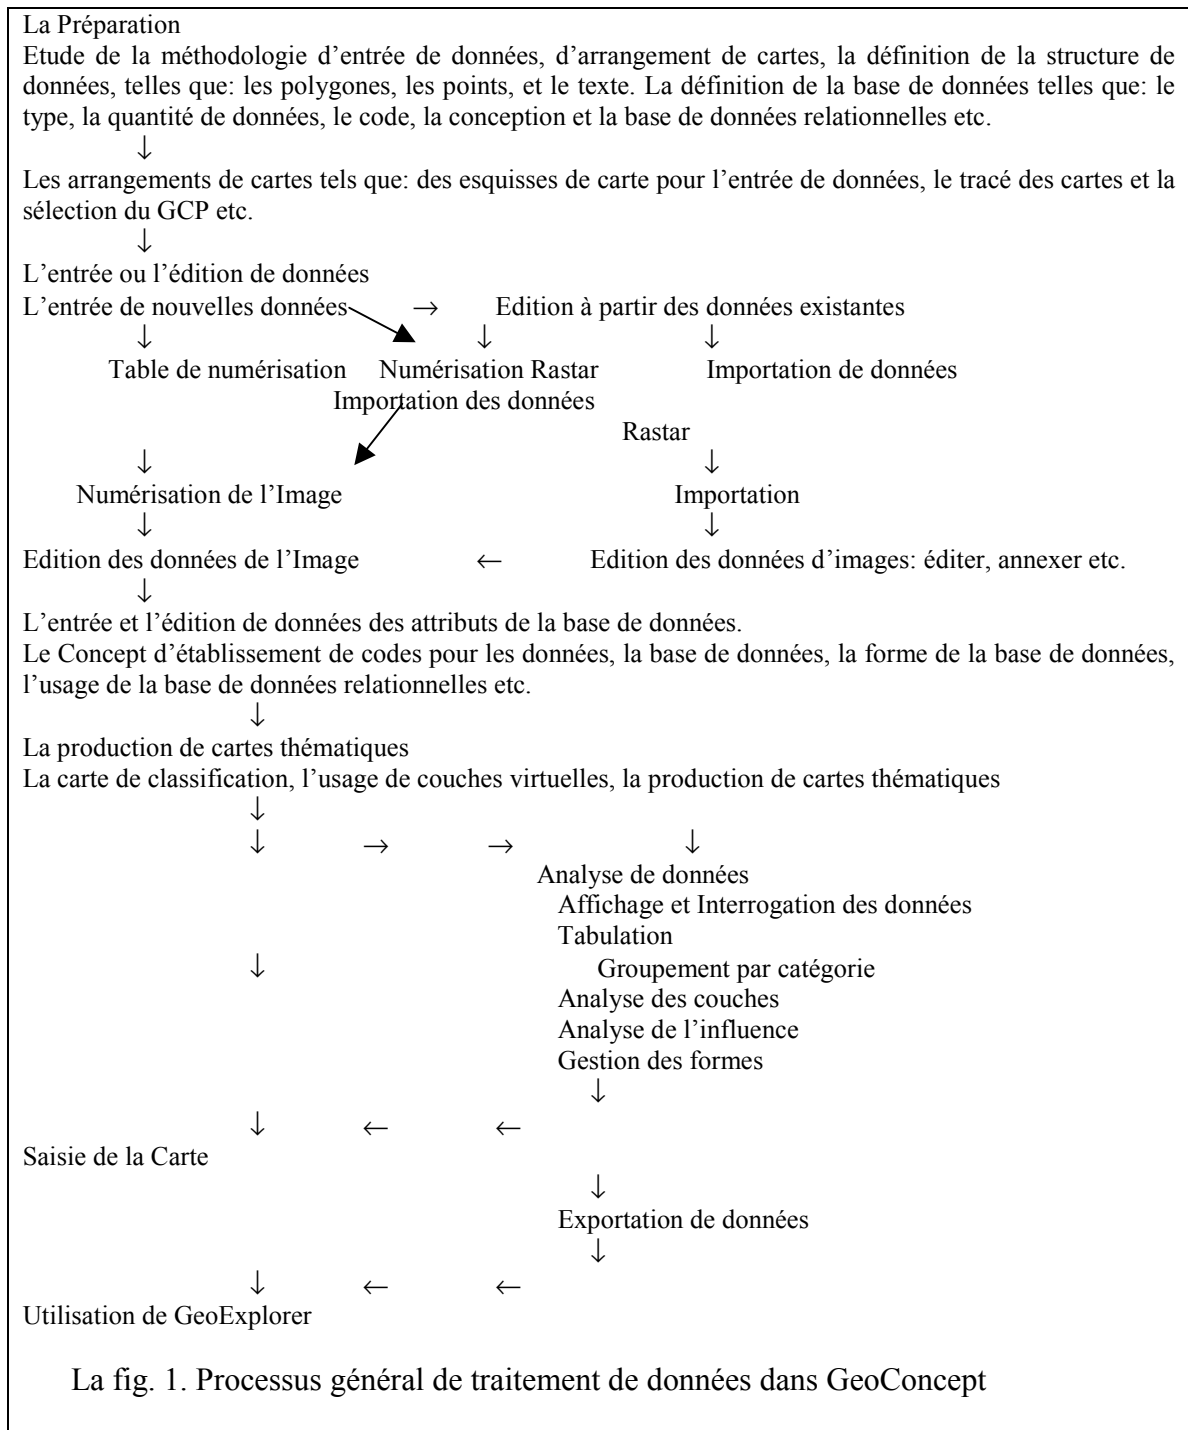 La Préparation
Etude de la méthodologie d’entrée de données, d’arrangement de cartes, la définition de la structure de
données, telles que: les polygones, les points, et le texte. La définition de la base de données telles que: le
type, la quantité de données, le code, la conception et la base de données relationnelles etc.
↓
Les arrangements de cartes tels que: des esquisses de carte pour l’entrée de données, le tracé des cartes et la
sélection du GCP etc.
↓
L’entrée ou l’édition de données
L’entrée de nouvelles données → Edition à partir des données existantes
↓ ↓ ↓
Table de numérisation Numérisation Rastar Importation de données
Importation des données
Rastar
↓ ↓
Numérisation de l’Image Importation
↓ ↓
Edition des données de l’Image ← Edition des données d’images: éditer, annexer etc.
↓
L’entrée et l’édition de données des attributs de la base de données.
Le Concept d’établissement de codes pour les données, la base de données, la forme de la base de données,
l’usage de la base de données relationnelles etc.
↓
La production de cartes thématiques
La carte de classification, l’usage de couches virtuelles, la production de cartes thématiques
↓
↓ → → ↓
Analyse de données
Affichage et Interrogation des données
Tabulation
↓ Groupement par catégorie
Analyse des couches
Analyse de l’influence
Gestion des formes
↓
↓ ← ←
Saisie de la Carte
↓
Exportation de données
↓
↓ ← ←
Utilisation de GeoExplorer
La fig. 1. Processus général de traitement de données dans GeoConcept